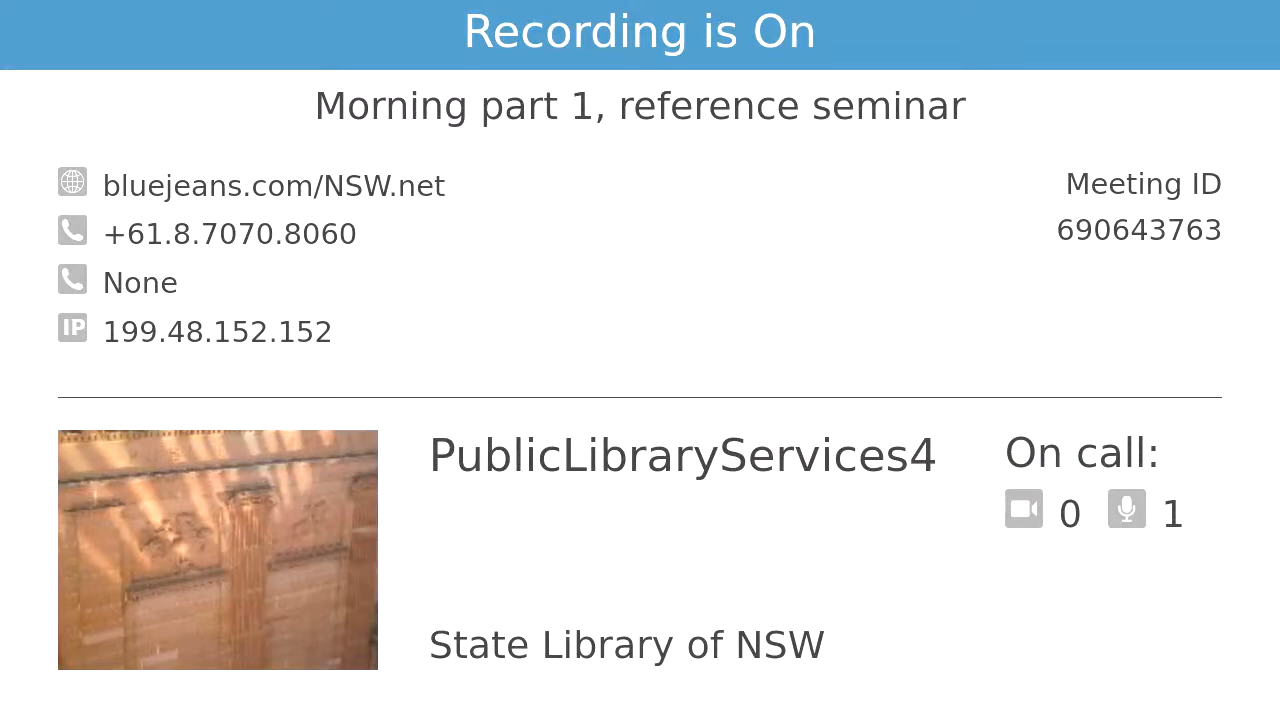 Recording is On
Morning part 1, reference seminar
bluejeans.com/NSW.net
+61.8.7070.8060
None
IP 199.48.152.152
Meeting ID
690643763
PublicLibraryServices4
On call:
0 1
State Library of NSW